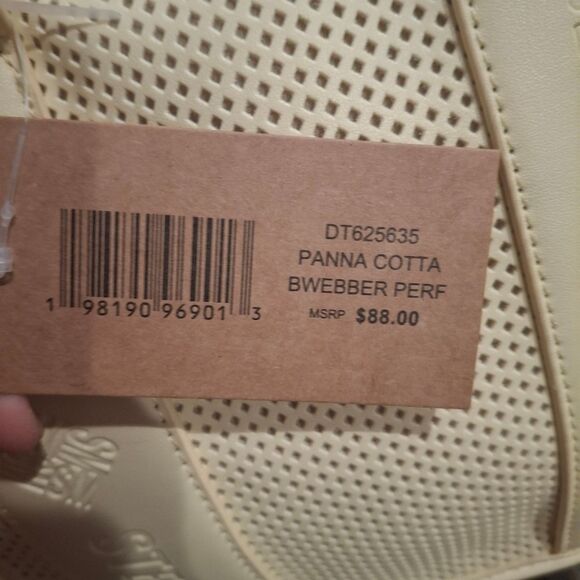 DT625635
PANNA COTTA
BWEBBER PERF
MSRP $88.00
1 98190 96901 3